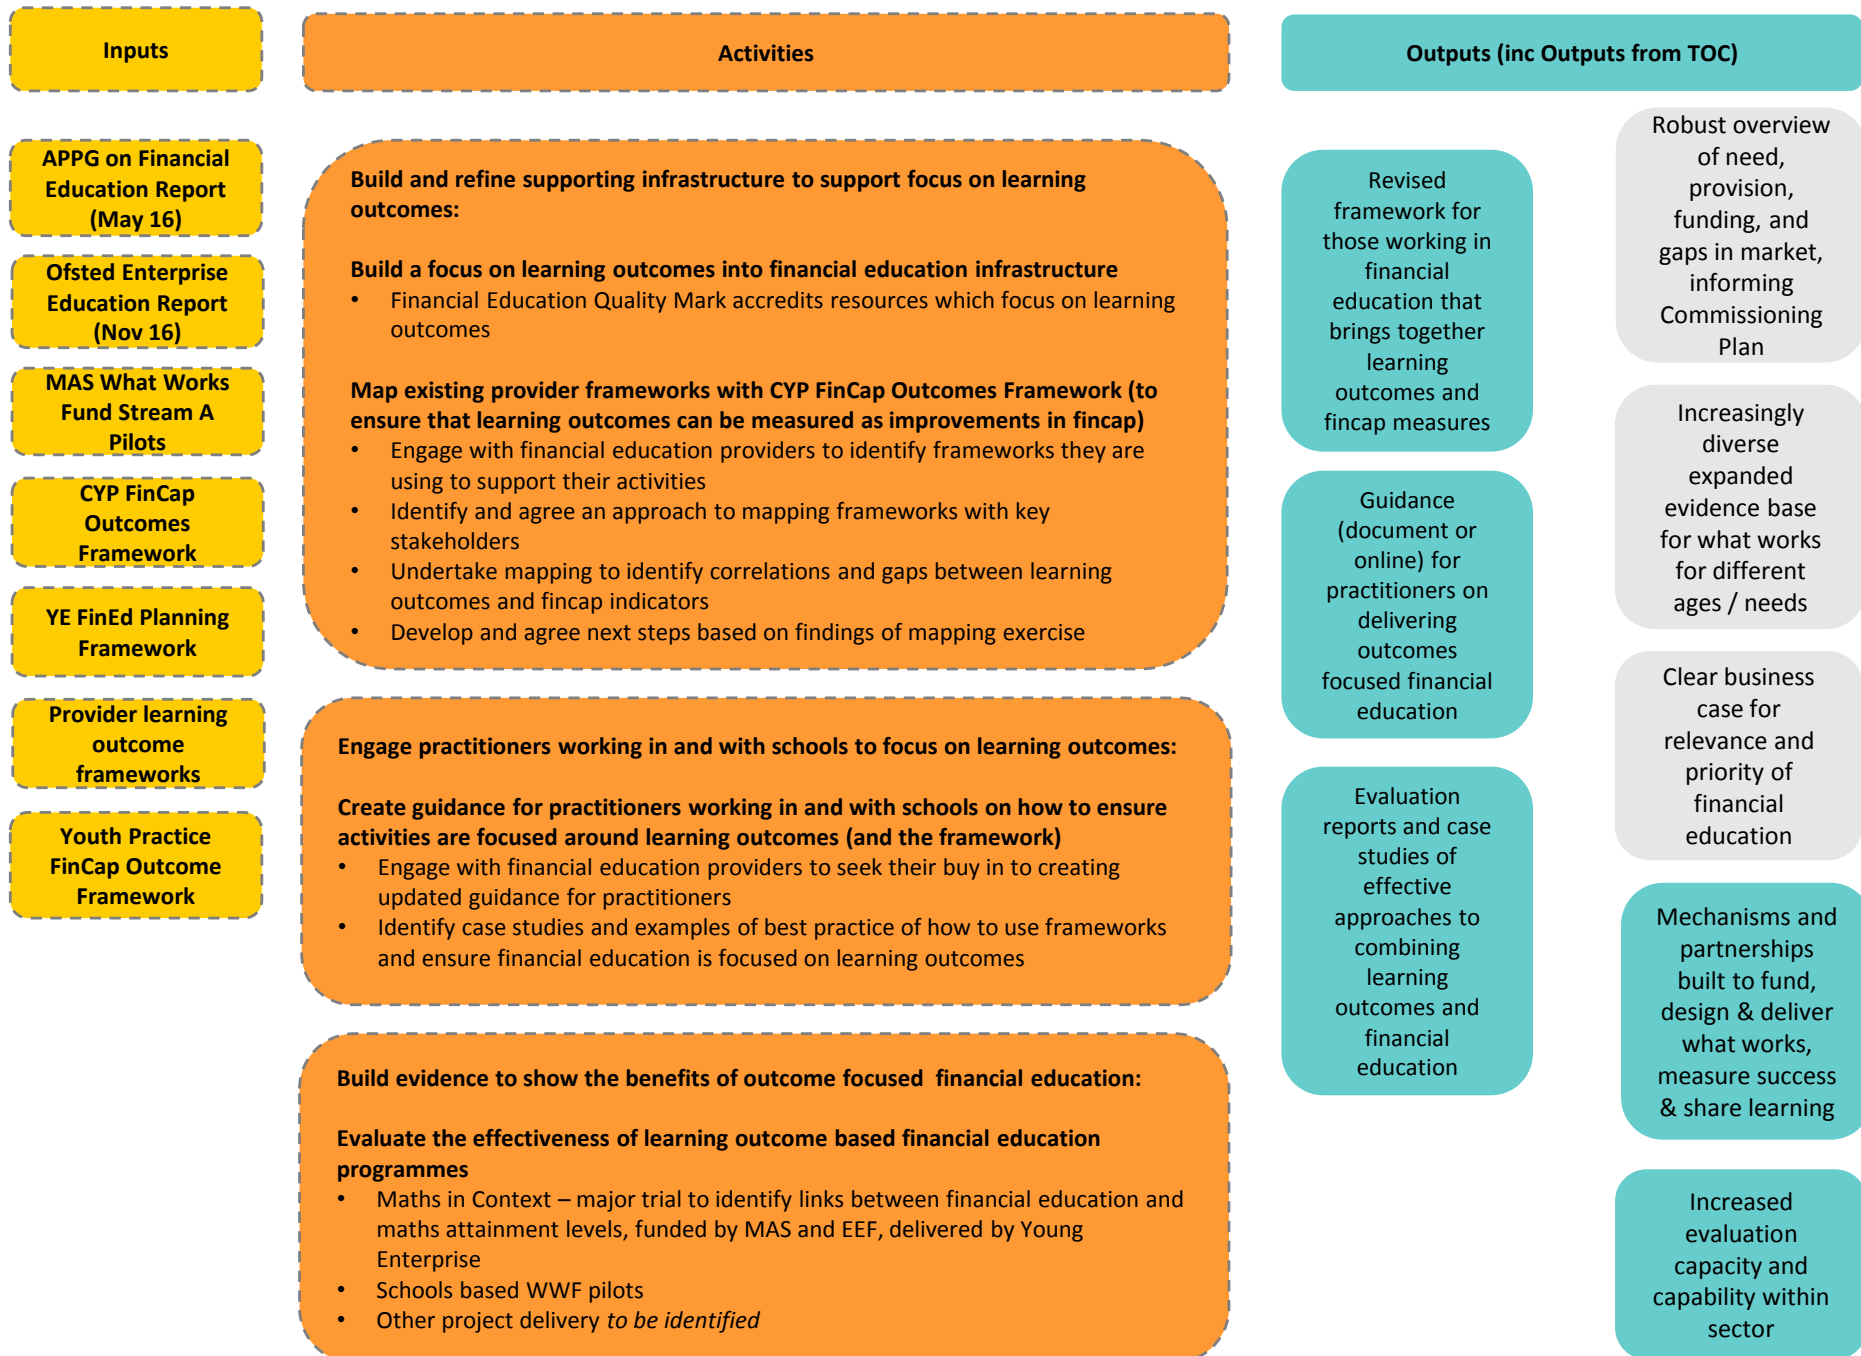 Inputs
Activities
Outputs (inc Outputs from TOC)
APPG on Financial
Education Report
(May 16)
Ofsted Enterprise
Education Report
(Nov 16)
MAS What Works
Fund Stream A
Pilots
CYP FinCap
Outcomes
Framework
YE FinEd Planning
Framework
Provider learning
outcome
frameworks
Youth Practice
FinCap Outcome
Framework
Build and refine supporting infrastructure to support focus on learning
outcomes:
Build a focus on learning outcomes into financial education infrastructure
• Financial Education Quality Mark accredits resources which focus on learning
outcomes
Map existing provider frameworks with CYP FinCap Outcomes Framework (to
ensure that learning outcomes can be measured as improvements in fincap)
• Engage with financial education providers to identify frameworks they are
using to support their activities
• Identify and agree an approach to mapping frameworks with key
stakeholders
• Undertake mapping to identify correlations and gaps between learning
outcomes and fincap indicators
• Develop and agree next steps based on findings of mapping exercise
Engage practitioners working in and with schools to focus on learning outcomes:
Create guidance for practitioners working in and with schools on how to ensure
activities are focused around learning outcomes (and the framework)
• Engage with financial education providers to seek their buy in to creating
updated guidance for practitioners
• Identify case studies and examples of best practice of how to use frameworks
and ensure financial education is focused on learning outcomes
Build evidence to show the benefits of outcome focused financial education:
Evaluate the effectiveness of learning outcome based financial education
programmes
• Maths in Context – major trial to identify links between financial education and
maths attainment levels, funded by MAS and EEF, delivered by Young
Enterprise
• Schools based WWF pilots
• Other project delivery to be identified
Revised
framework for
those working in
financial
education that
brings together
learning
outcomes and
fincap measures
Guidance
(document or
online) for
practitioners on
delivering
outcomes
focused financial
education
Evaluation
reports and case
studies of
effective
approaches to
combining
learning
outcomes and
financial
education
Robust overview
of need,
provision,
funding, and
gaps in market,
informing
Commissioning
Plan
Increasingly
diverse
expanded
evidence base
for what works
for different
ages / needs
Clear business
case for
relevance and
priority of
financial
education
Mechanisms and
partnerships
built to fund,
design & deliver
what works,
measure success
& share learning
Increased
evaluation
capacity and
capability within
sector